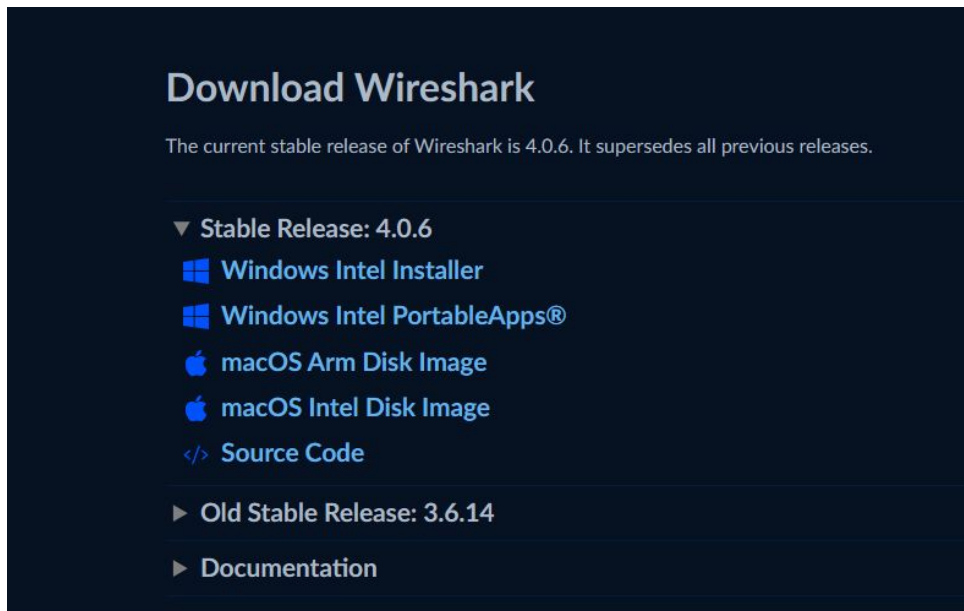 Download Wireshark
The current stable release of Wireshark is 4.0.6. It supersedes all previous releases.
Stable Release: 4.0.6
Windows Intel Installer
Windows Intel PortableApps®
macOS Arm Disk Image
macOS Intel Disk Image
</> Source Code
Old Stable Release: 3.6.14
Documentation